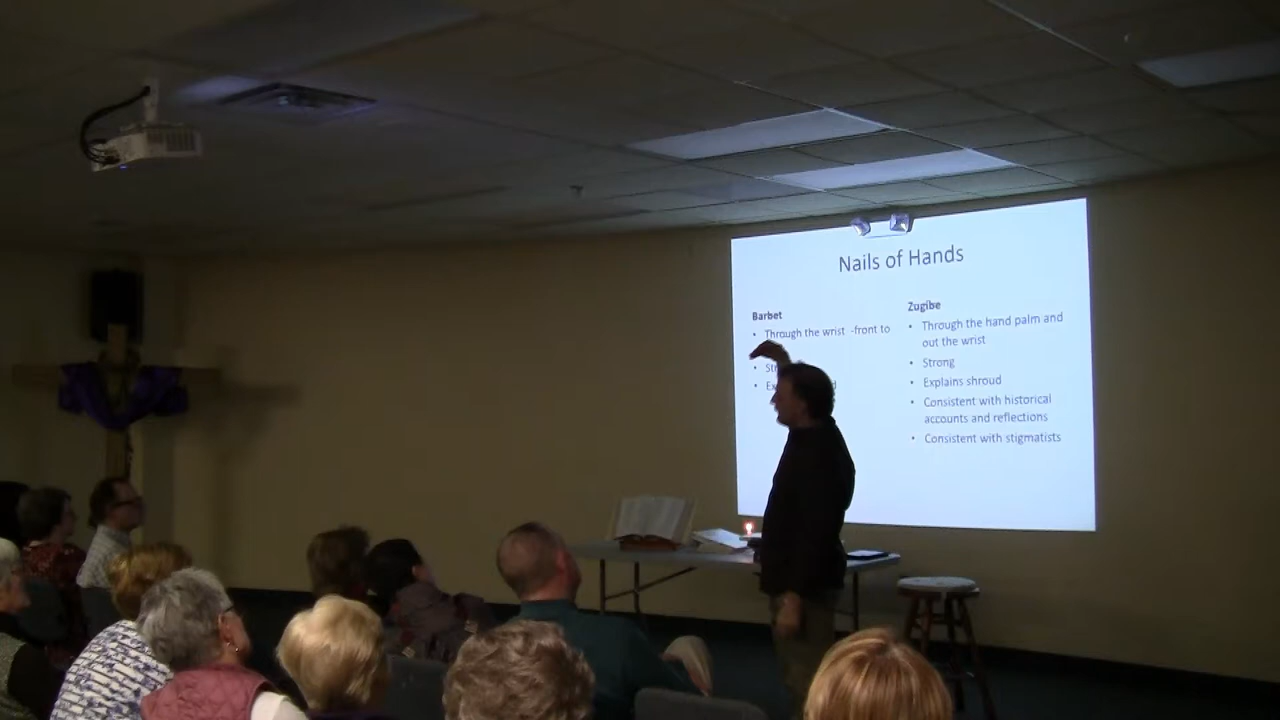 Nails of Hands
Barbet
• Through the wrist -front to
•
•
Zugibe
• Through the hand palm and
out the wrist
• Strong
• Explains shroud
• Consistent with historical
accounts and reflections
• Consistent with stigmatists